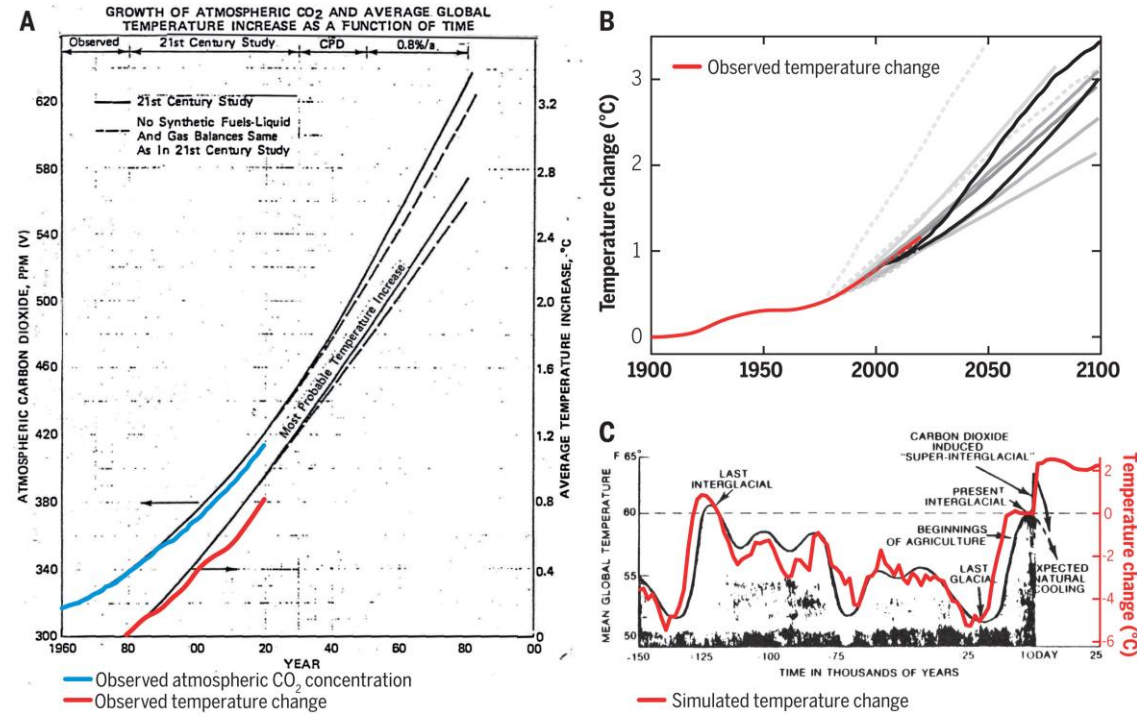 A
GROWTH OF ATMOSPHERIC CO2 AND AVERAGE GLOBAL
TEMPERATURE INCREASE AS A FUNCTION OF TIME
Observed 21st Century Study CPD 0.8%/a
21st Century Study
No Synthetic Fuels-Liquid
And Gas Balances Same
As In 21st Century Study
ATMOSPHERIC CARBON DIOXIDE, PPM (V)
620
580
540
500
460
420
380
340
300
Most Probable Temperature Increase
AVERAGE TEMPERATURE INCREASE, °C
3.2
2.8
2.4
2.0
1.6
1.2
0.8
0.4
0
1960 80 00 20 40 60 80 00
YEAR
Observed atmospheric CO2 concentration
Observed temperature change
B
Observed temperature change
Temperature change (°C)
3
2
1
0
1900 1950 2000 2050 2100
C
MEAN GLOBAL TEMPERATURE
F 65°
60
55
50
LAST
INTERGLACIAL
CARBON DIOXIDE
INDUCED
"SUPER-INTERGLACIAL"
PRESENT
INTERGLACIAL
BEGINNINGS
OF AGRICULTURE
LAST
GLACIAL
XPECTED
NATURAL
COOLING
Temperature change (°C)
2
0
-2
-4
-6
-150 -125 -100 -75 -25 TODAY 25
TIME IN THOUSANDS OF YEARS
Simulated temperature change